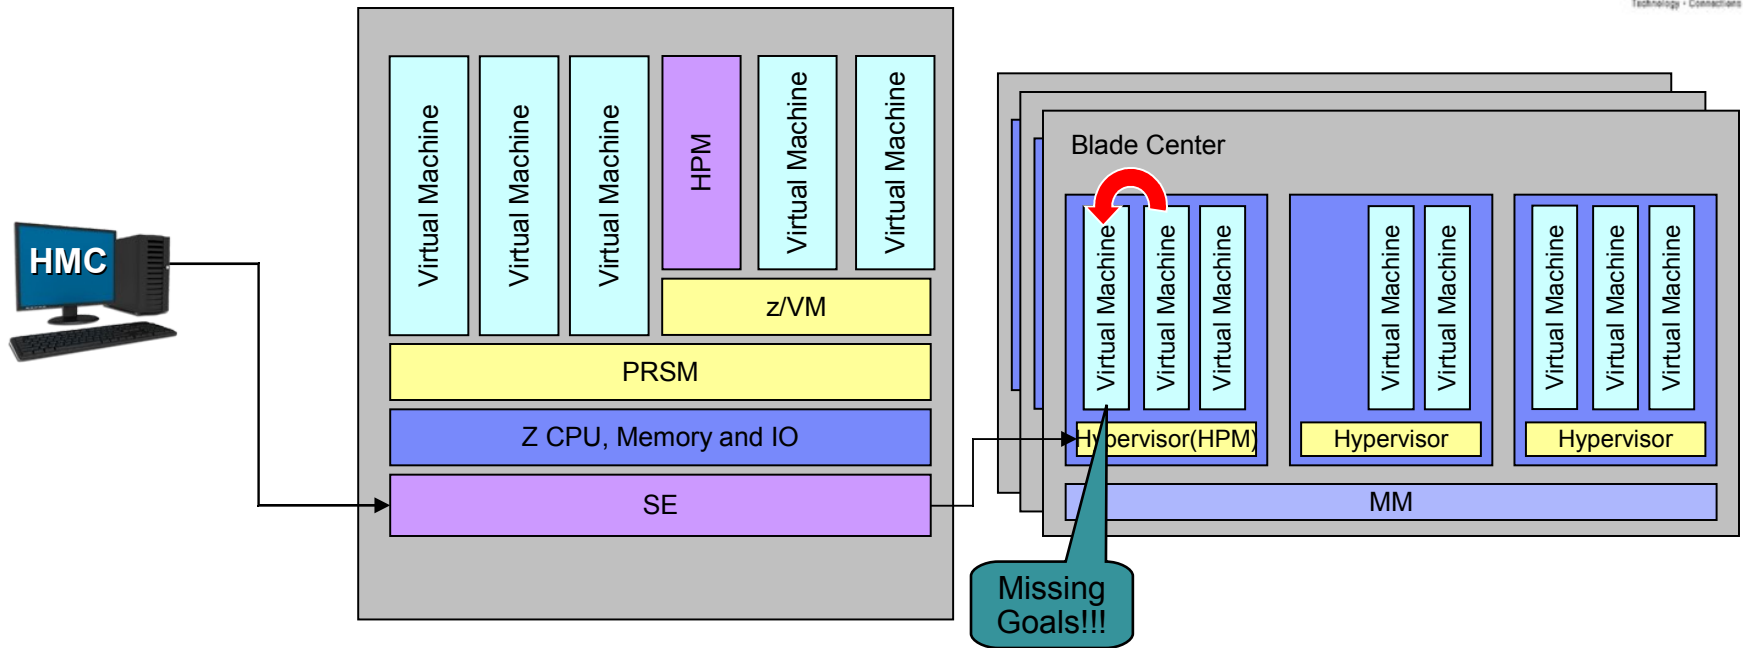 Technology · Connections
HMC
Virtual Machine
Virtual Machine
Virtual Machine
HPM
Virtual Machine
Virtual Machine
z/VM
PRSM
Z CPU, Memory and IO
SE
Blade Center
Virtual Machine
Virtual Machine
Virtual Machine
Hypervisor(HPM)
Virtual Machine
Virtual Machine
Hypervisor
Virtual Machine
Virtual Machine
Virtual Machine
Hypervisor
MM
Missing
Goals!!!